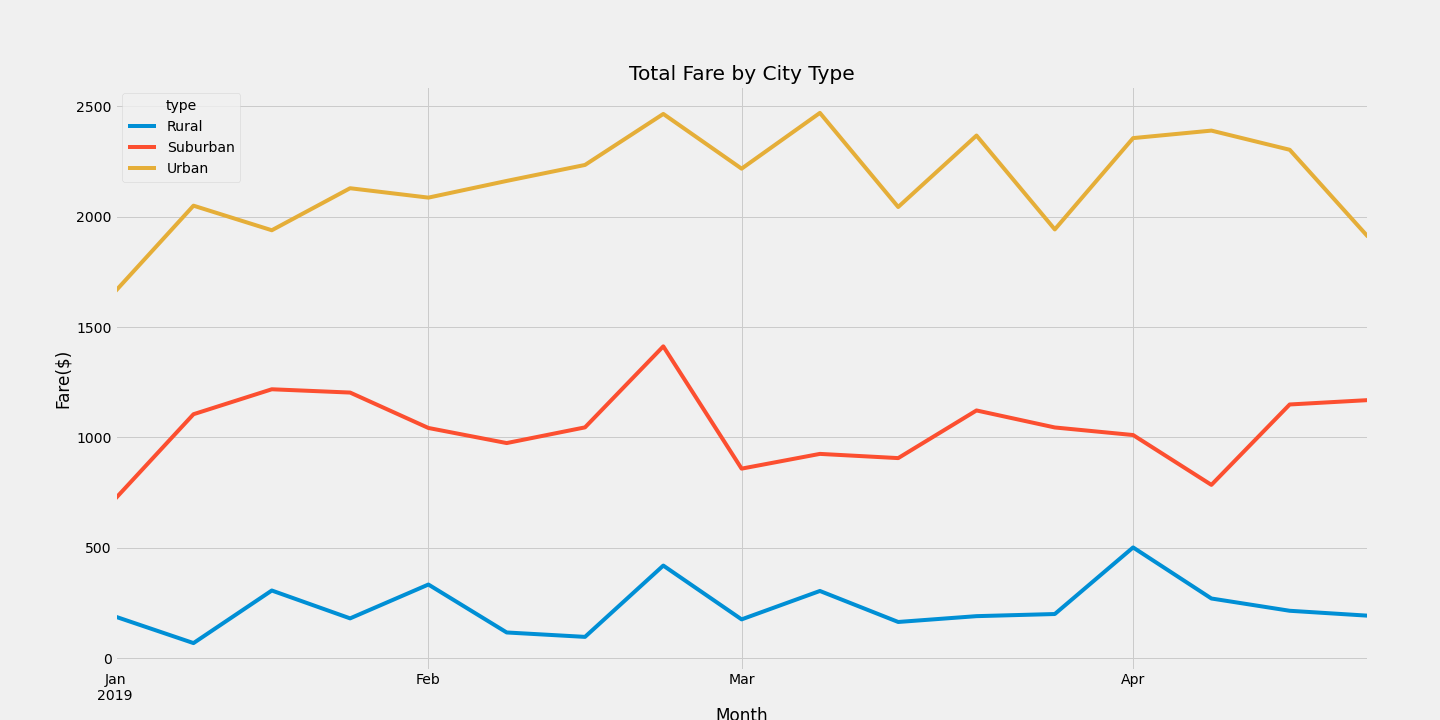 Total Fare by City Type
type
Rural
Suburban
Urban
2500
2000
1500
1000
500
0
Fare($)
Jan Feb Mar Apr
2019
Month